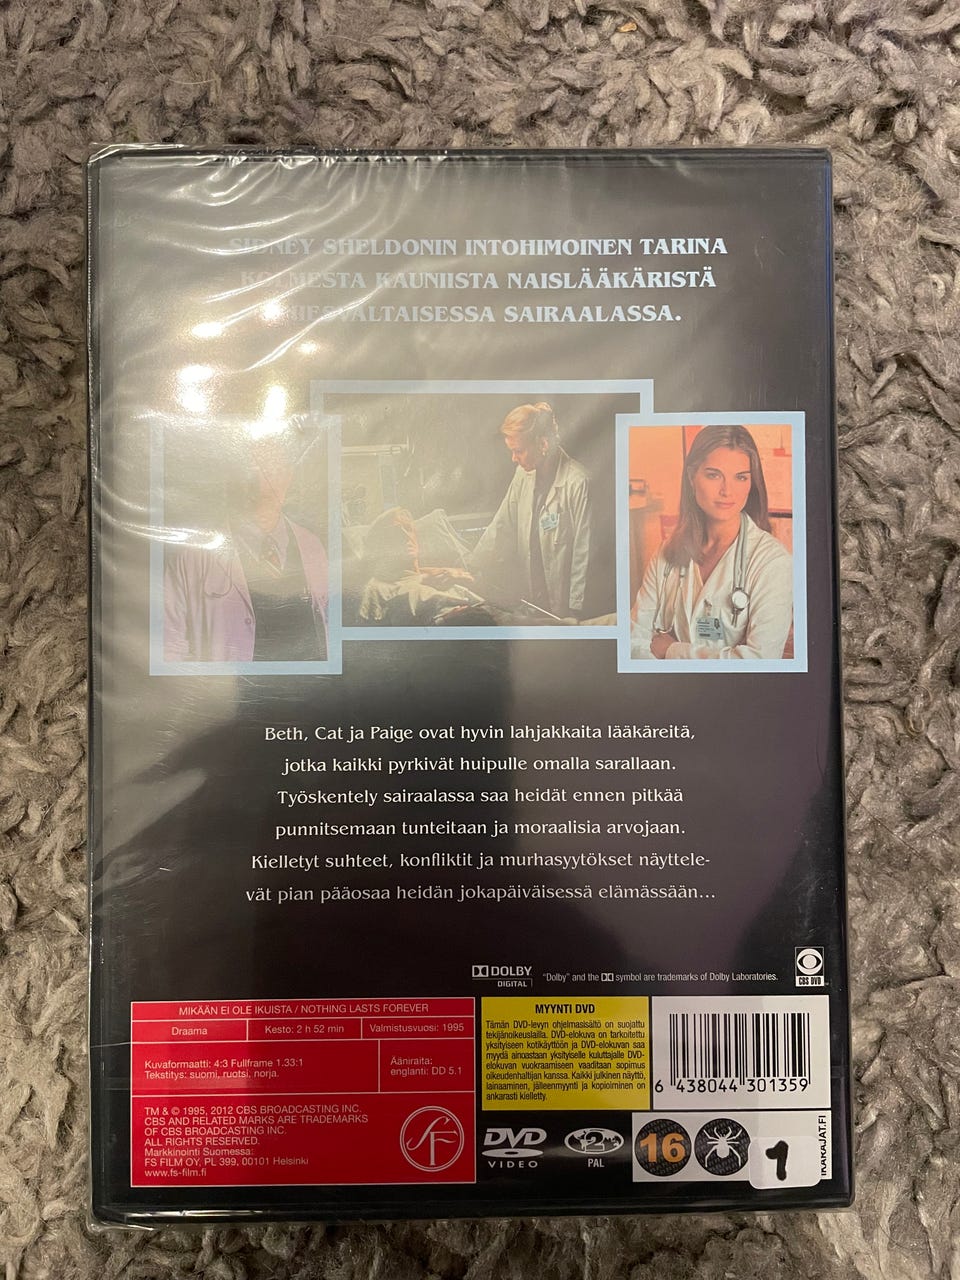 SIDNEY SHELDONIN INTOHIMOINEN TARINA
KOLMESTA KAUNIISTA NAISLÄÄKÄRISTÄ
MIESVALTAISESSA SAIRAALASSA.
Beth, Cat ja Paige ovat hyvin lahjakkaita lääkäreitä,
jotka kaikki pyrkivät huipulle omalla sarallaan.
Työskentely sairaalassa saa heidät ennen pitkää
punnitsemaan tunteitaan ja moraalisia arvojaan.
Kielletyt suhteet, konfliktit ja murhasyytökset näyttele-
vät pian pääosaa heidän jokapäiväisessä elämässään...
DOLBY
DIGITAL
"Dolby" and the DD symbol are trademarks of Dolby Laboratories.
CBS DVD
MIKÄÄN EI OLE IKUISTA / NOTHING LASTS FOREVER
Draama
Kesto: 2 h 52 min
Valmistusvuosi: 1995
Kuvaformaatti: 4:3 Fullframe 1.33:1
Tekstitys: suomi, ruotsi, norja.
Ääniraita:
englanti: DD 5.1
TM & © 1995, 2012 CBS BROADCASTING INC.
CBS AND RELATED MARKS ARE TRADEMARKS
OF CBS BROADCASTING INC.
ALL RIGHTS RESERVED.
Markkinointi Suomessa:
FS FILM OY, PL 399, 00101 Helsinki
www.fs-film.fi
SF
MYYNTI DVD
Tämän DVD-levyn ohjelmasisältö on suojattu
tekijänoikeuslailla. DVD-elokuva on tarkoitettu
yksityiseen kotikäyttöön ja DVD-elokuvan saa
myydä ainoastaan yksityiselle kuluttajalle DVD-
elokuvan vuokraamiseen vaaditaan sopimus
oikeudenhaltijan kanssa. Kaikki julkinen näyttö,
lainaaminen, jälleenmyynti ja kopioiminen on
ankarasti kielletty.
6 438044 301359
DVD
VIDEO
2
PAL
16
1
IKÄRAJAT.FI